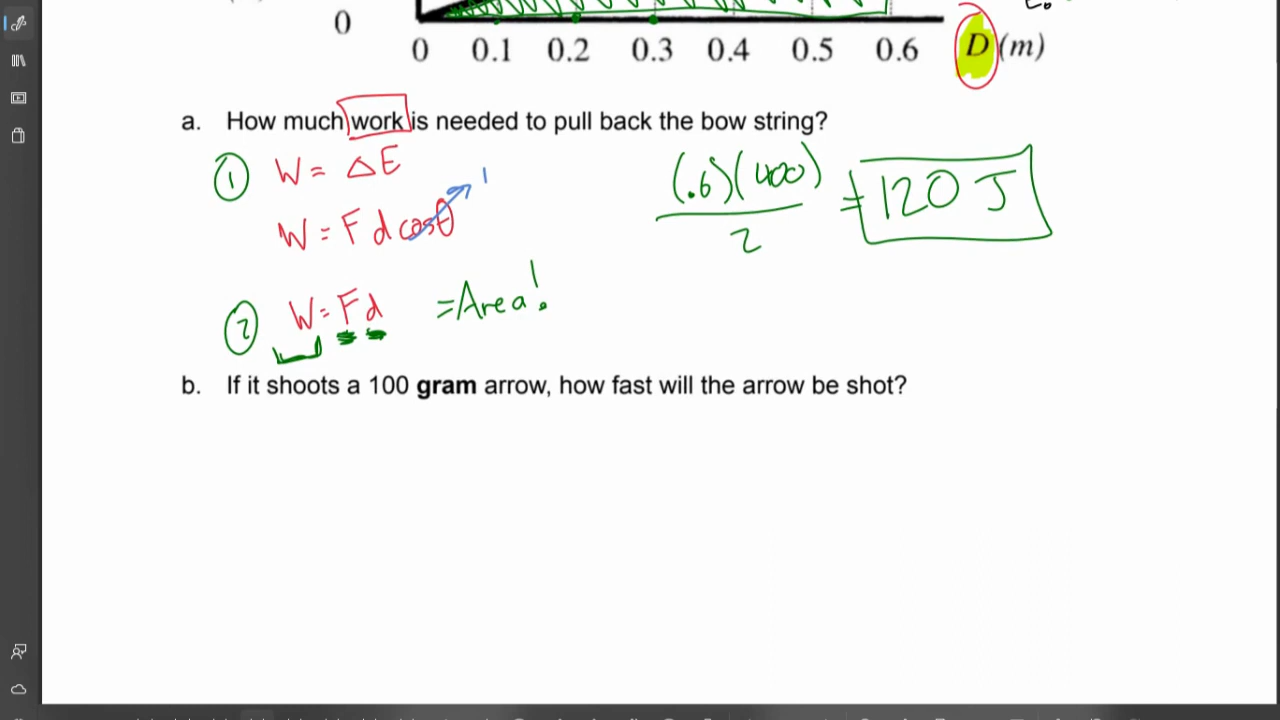 0
0 0.1 0.2 0.3 0.4 0.5 0.6 D (m)
a. How much work is needed to pull back the bow string?
① W = ΔE
W = F d cosθ 1
(.6)(400)
2
= 120 J
② W = Fd = Area!
b. If it shoots a 100 gram arrow, how fast will the arrow be shot?